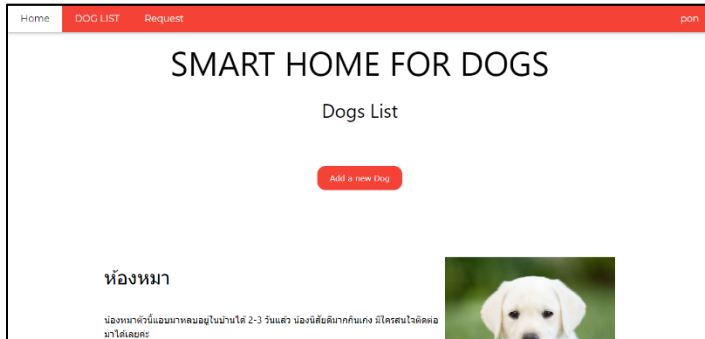 Home DOG LIST Request pon
SMART HOME FOR DOGS
Dogs List
Add a new Dog
ห้องหมา
น้องหมาตัวนี้แอบมาหลบอยู่ในบ้านได้ 2-3 วันแล้ว น้องนิสัยดีมากกินเก่ง มีใครสนใจติดต่อ
มาได้เลยค่ะ